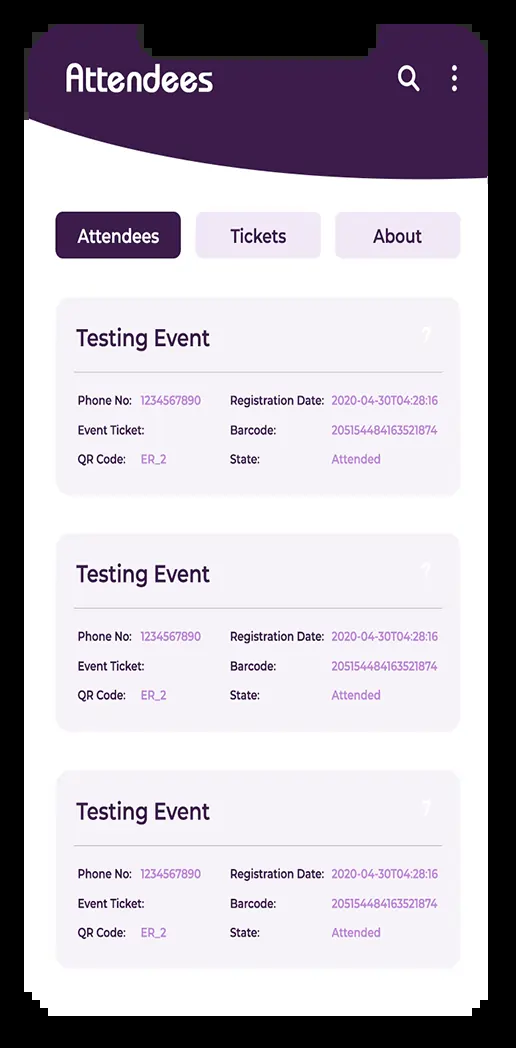 Attendees
Attendees Tickets About
Testing Event ?
Phone No: 1234567890 Registration Date: 2020-04-30T04:28:16
Event Ticket: Barcode: 205154484163521874
QR Code: ER_2 State: Attended
Testing Event ?
Phone No: 1234567890 Registration Date: 2020-04-30T04:28:16
Event Ticket: Barcode: 205154484163521874
QR Code: ER_2 State: Attended
Testing Event ?
Phone No: 1234567890 Registration Date: 2020-04-30T04:28:16
Event Ticket: Barcode: 205154484163521874
QR Code: ER_2 State: Attended